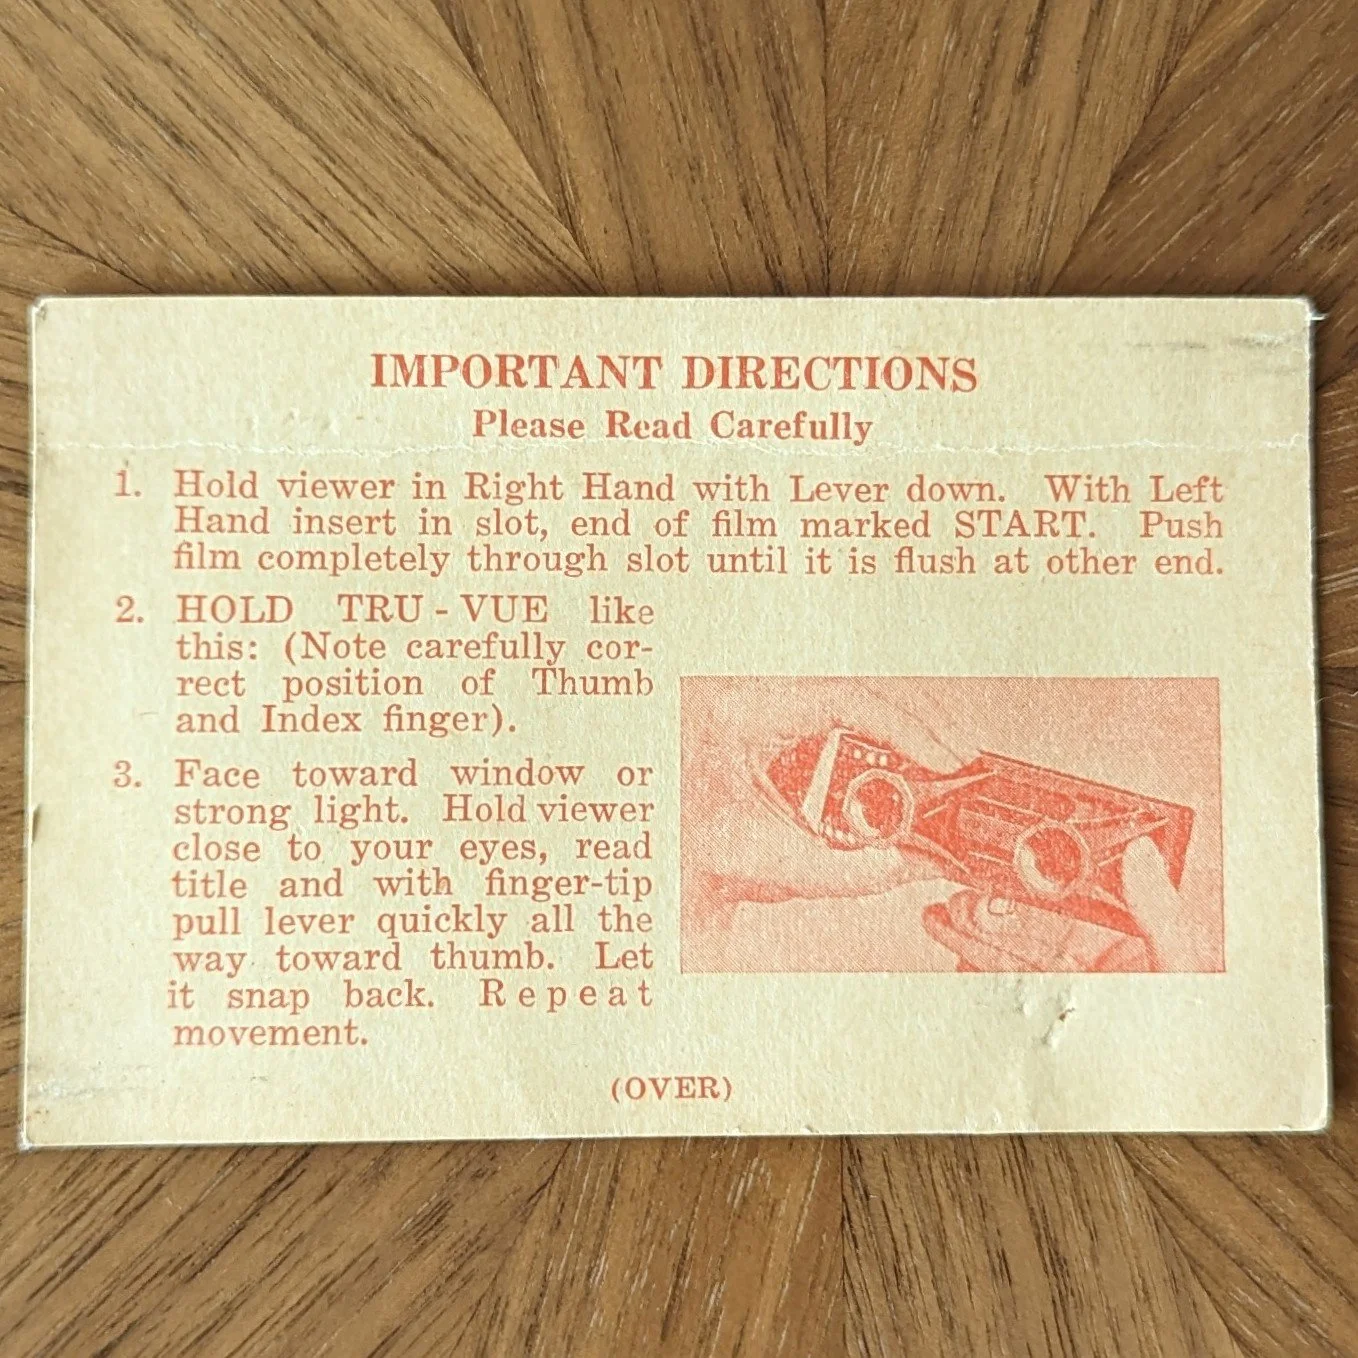 IMPORTANT DIRECTIONS
Please Read Carefully
1. Hold viewer in Right Hand with Lever down. With Left
Hand insert in slot, end of film marked START. Push
film completely through slot until it is flush at other end.
2. HOLD TRU-VUE like
this: (Note carefully cor-
rect position of Thumb
and Index finger).
3. Face toward window or
strong light. Hold viewer
close to your eyes, read
title and with finger-tip
pull lever quickly all the
way toward thumb. Let
it snap back. Repeat
movement.
(OVER)